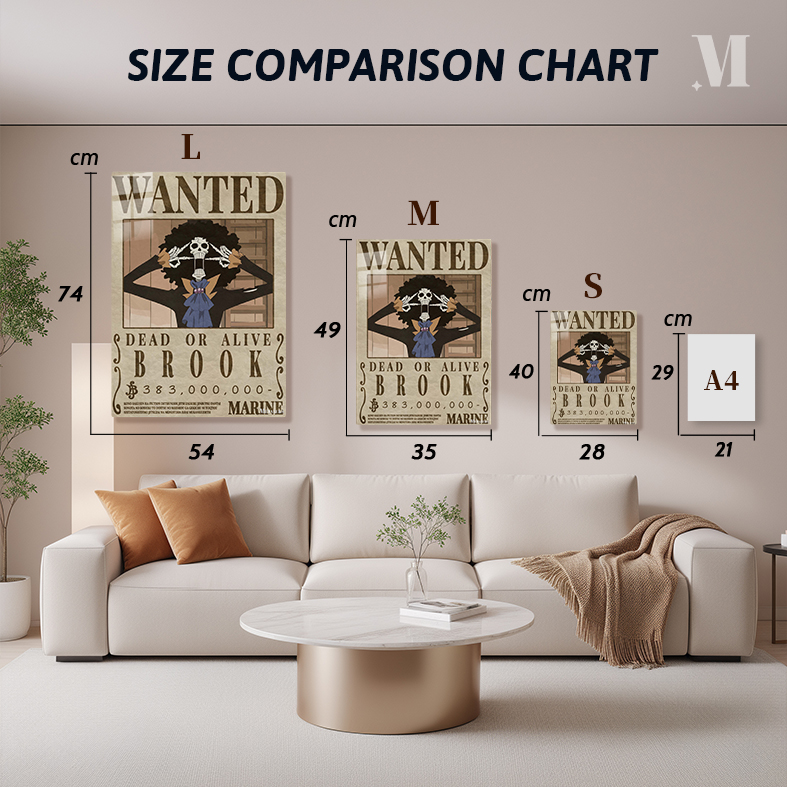 SIZE COMPARISON CHART
M
cm
L
WANTED
DEAD OR ALIVE
BROOK
฿383,000,000-
MARINE
74
54
cm
M
WANTED
DEAD OR ALIVE
BROOK
฿383,000,000-
MARINE
49
35
cm
S
WANTED
DEAD OR ALIVE
BROOK
฿383,000,000-
MARINE
40
28
cm
A4
29
21